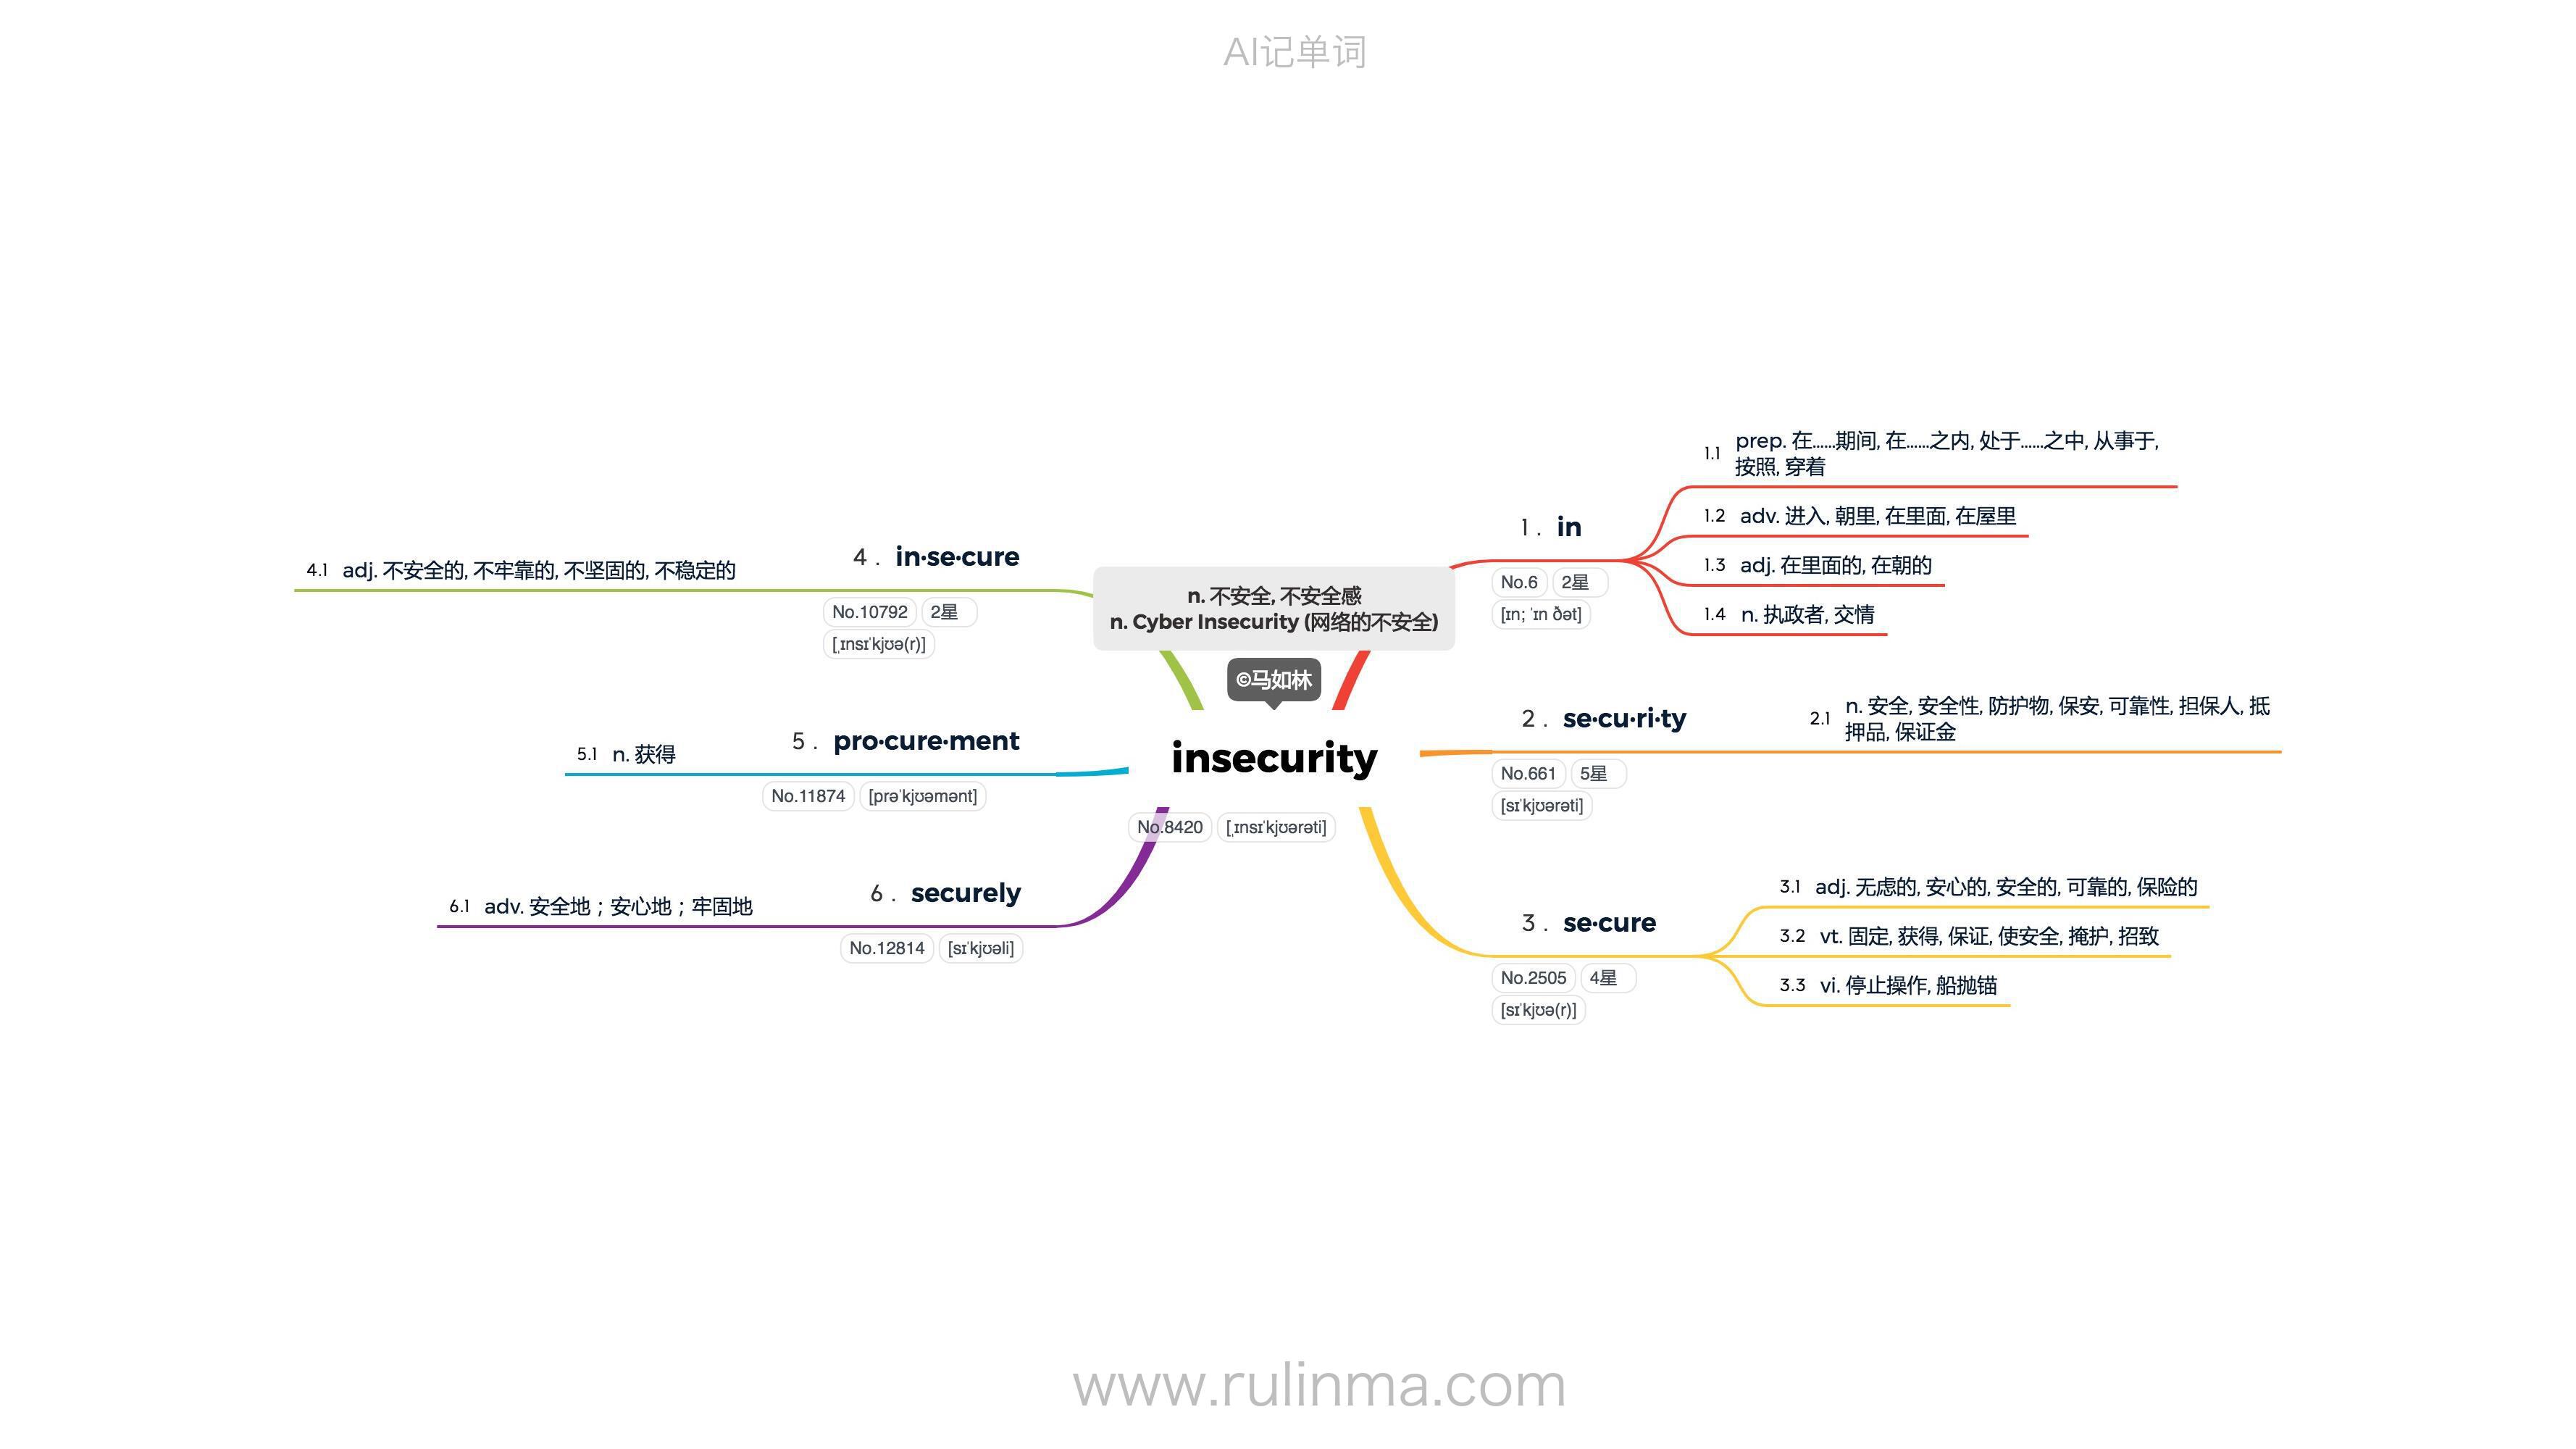 AI记单词
n. 不安全, 不安全感
n. Cyber Insecurity (网络的不安全)
©马如林
insecurity
No.8420 [ˌɪnsɪˈkjʊərəti]
1 . in
No.6 2星
[ɪn; ˈɪn ðət]
1.1 prep. 在……期间, 在……之内, 处于……之中, 从事于,
按照, 穿着
1.2 adv. 进入, 朝里, 在里面, 在屋里
1.3 adj. 在里面的, 在朝的
1.4 n. 执政者, 交情
2 . se·cu·ri·ty
No.661 5星
[sɪˈkjʊərəti]
2.1 n. 安全, 安全性, 防护物, 保安, 可靠性, 担保人, 抵
押品, 保证金
3 . se·cure
No.2505 4星
[sɪˈkjʊə(r)]
3.1 adj. 无虑的, 安心的, 安全的, 可靠的, 保险的
3.2 vt. 固定, 获得, 保证, 使安全, 掩护, 招致
3.3 vi. 停止操作, 船抛锚
4 . in·se·cure
No.10792 2星
[ˌɪnsɪˈkjʊə(r)]
4.1 adj. 不安全的, 不牢靠的, 不坚固的, 不稳定的
5 . pro·cure·ment
No.11874 [prəˈkjʊəmənt]
5.1 n. 获得
6 . securely
No.12814 [sɪˈkjʊəli]
6.1 adv. 安全地；安心地；牢固地
www.rulinma.com